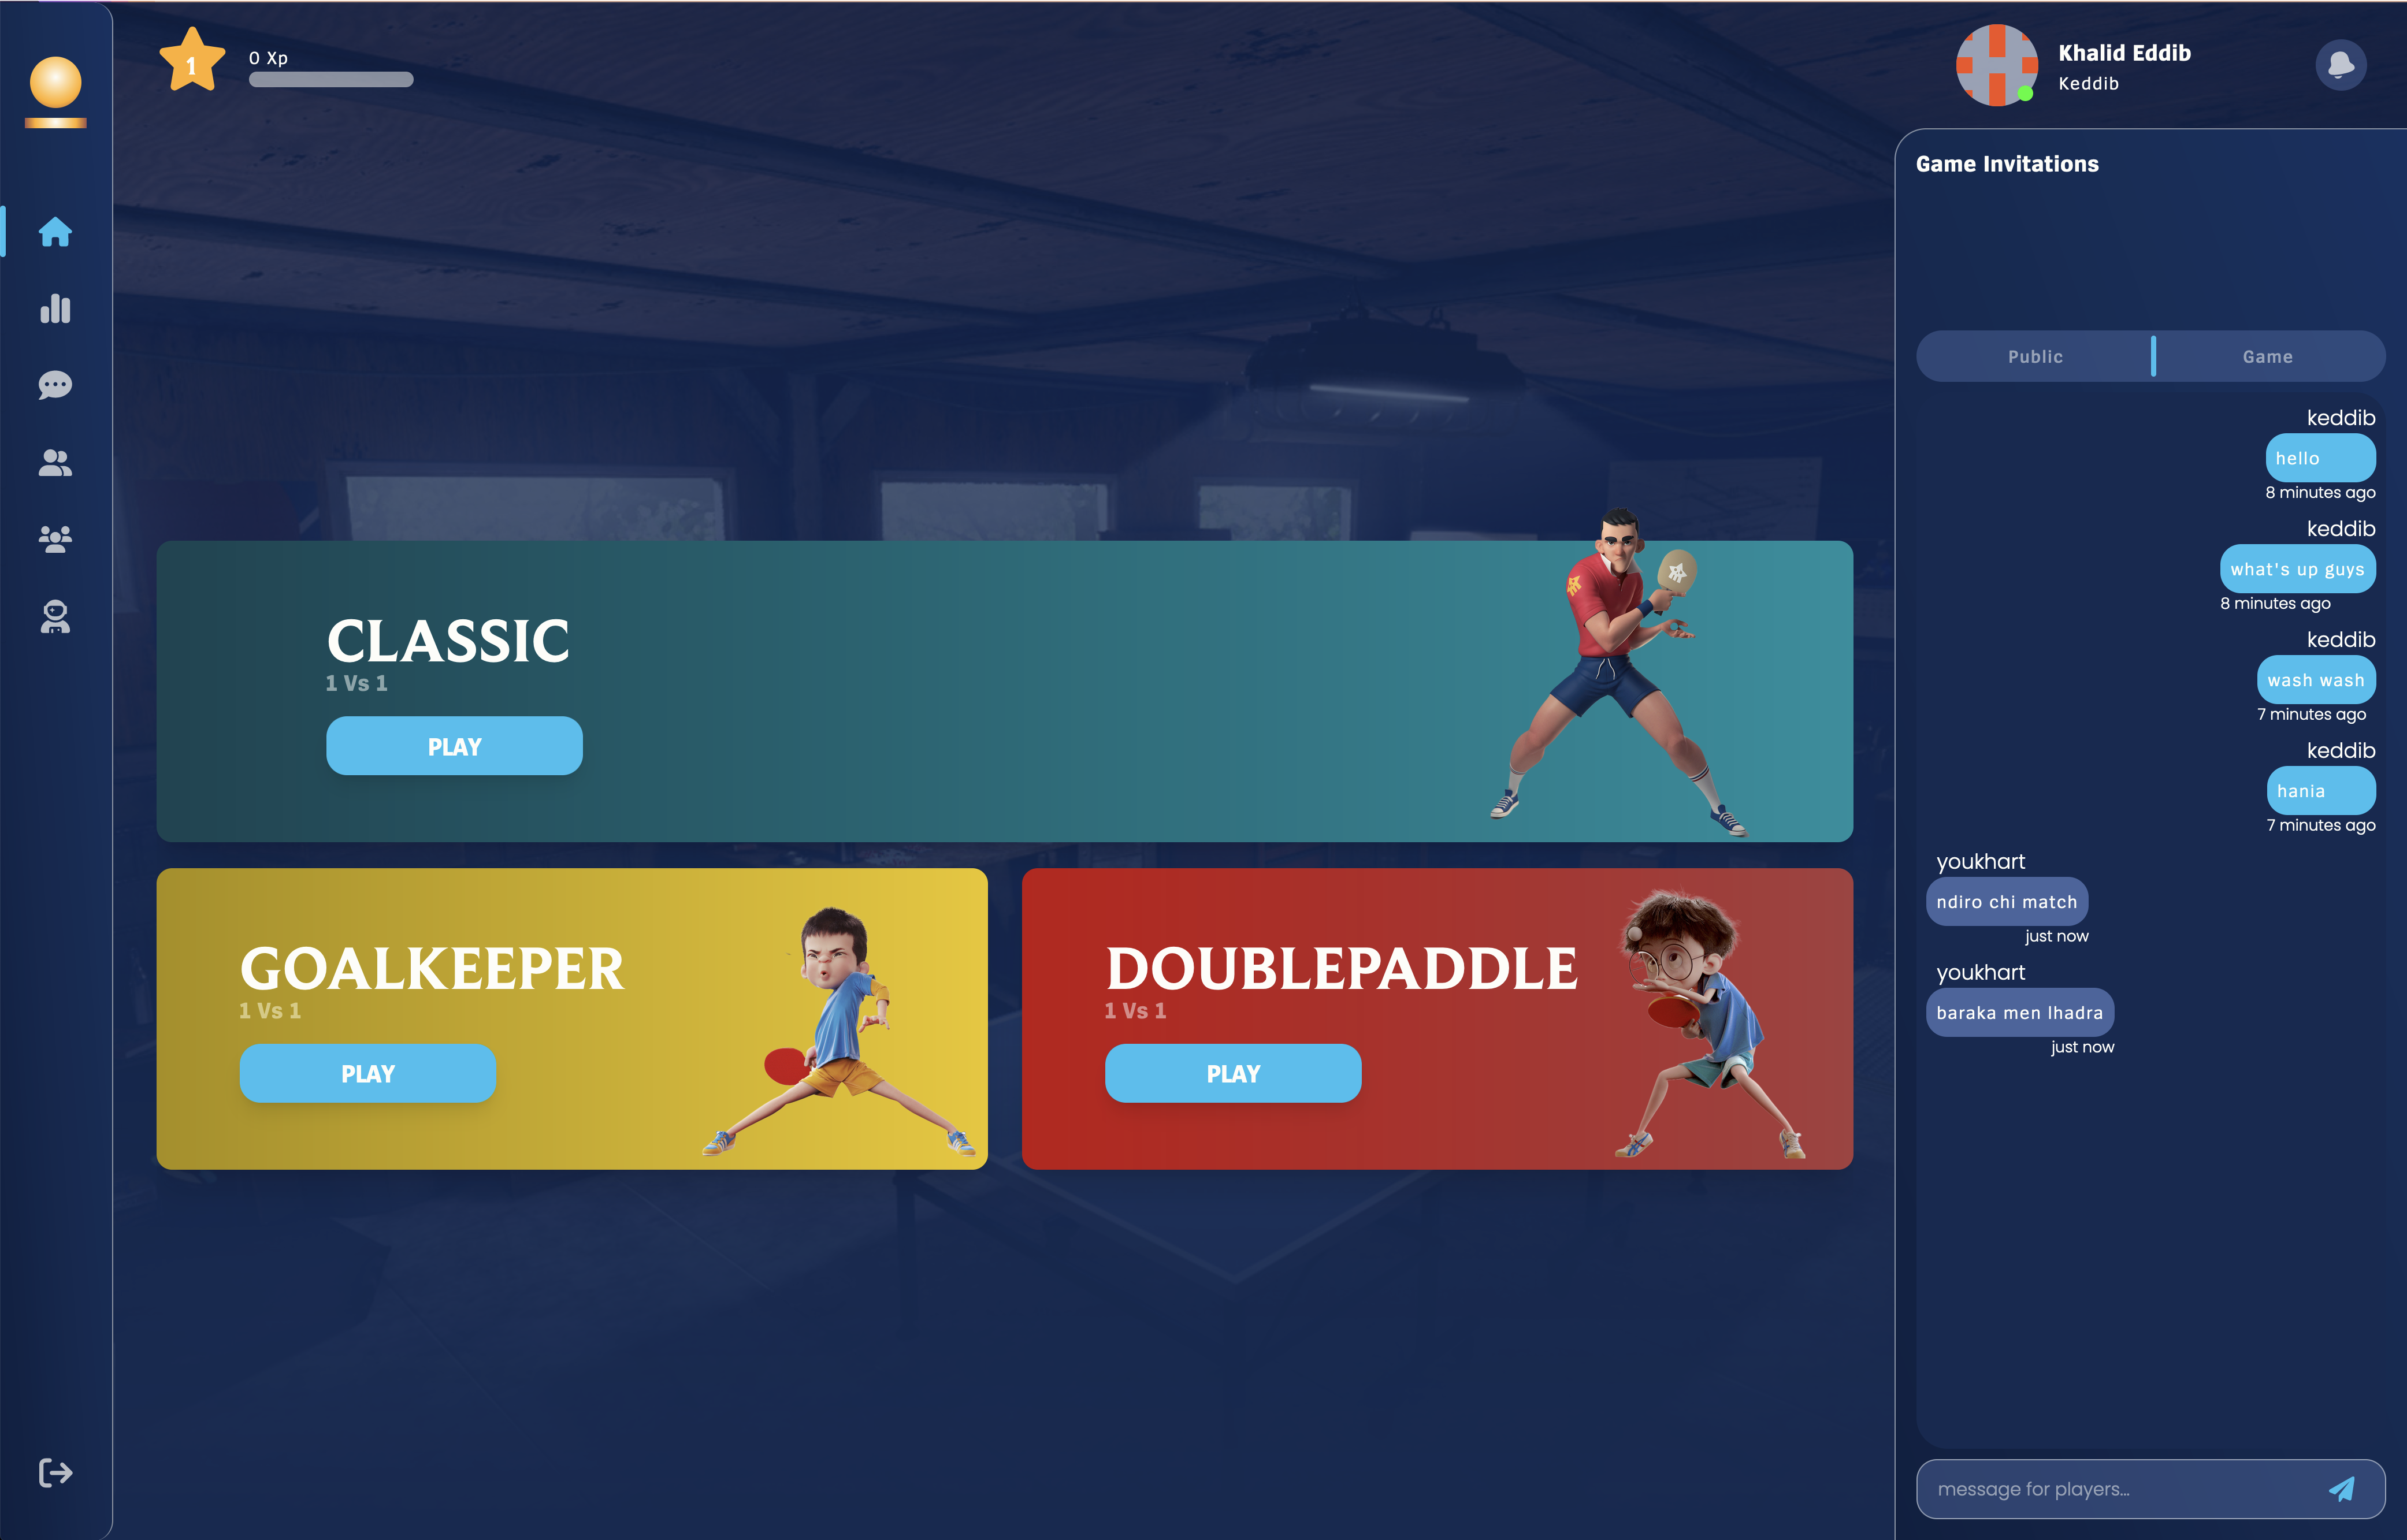 1
0 Xp
Khalid Eddib
Keddib
Game Invitations
Public
Game
keddib
hello
8 minutes ago
keddib
what's up guys
8 minutes ago
keddib
wash wash
7 minutes ago
keddib
hania
7 minutes ago
youkhart
ndiro chi match
just now
youkhart
baraka men lhadra
just now
message for players...
CLASSIC
1 Vs 1
PLAY
GOALKEEPER
1 Vs 1
PLAY
DOUBLEPADDLE
1 Vs 1
PLAY